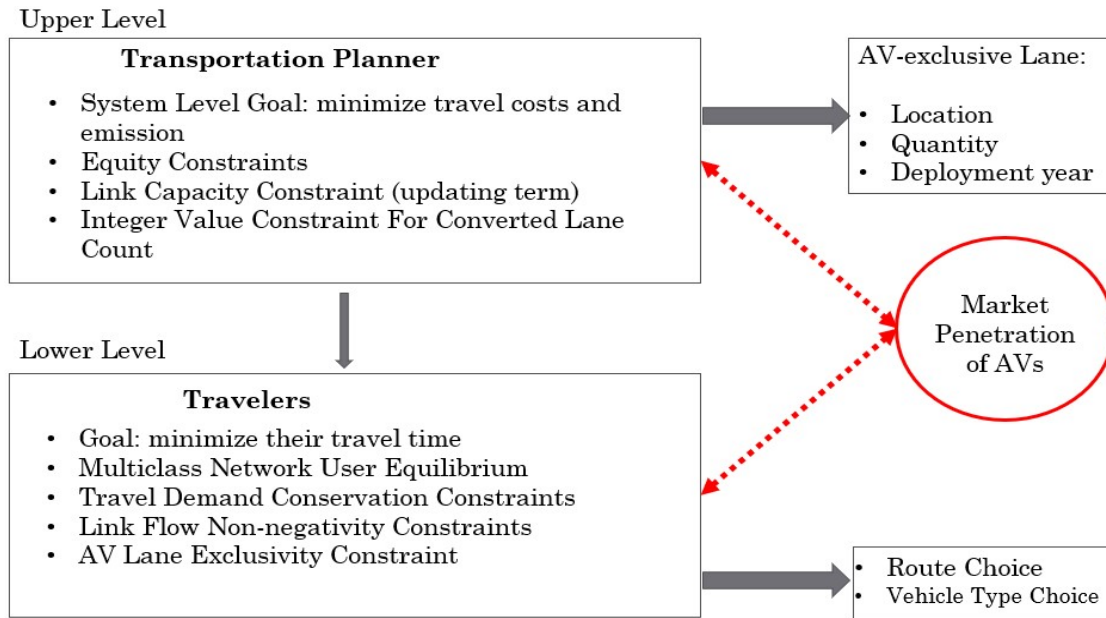 Upper Level
Transportation Planner
• System Level Goal: minimize travel costs and
emission
• Equity Constraints
• Link Capacity Constraint (updating term)
• Integer Value Constraint For Converted Lane
Count
AV-exclusive Lane:
• Location
• Quantity
• Deployment year
Market
Penetration
of AVs
Lower Level
Travelers
• Goal: minimize their travel time
• Multiclass Network User Equilibrium
• Travel Demand Conservation Constraints
• Link Flow Non-negativity Constraints
• AV Lane Exclusivity Constraint
• Route Choice
• Vehicle Type Choice